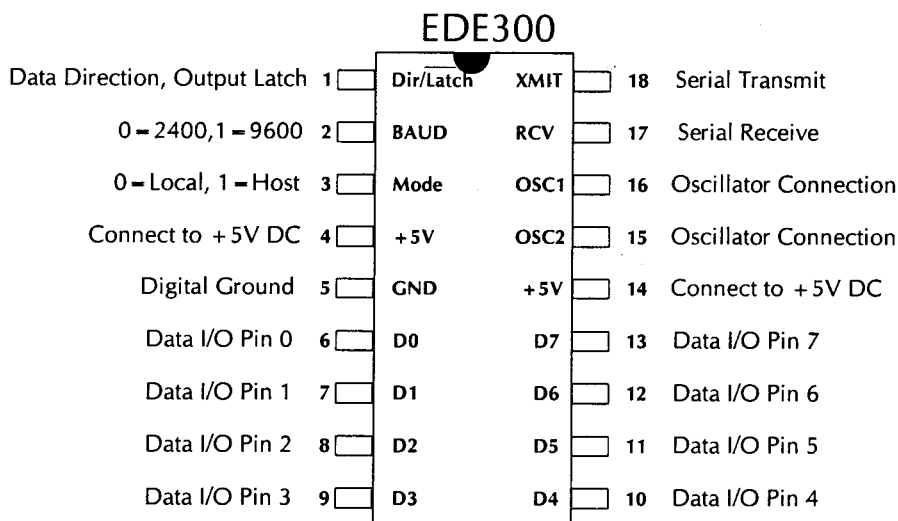 EDE300
Data Direction, Output Latch 1 Dir/Latch XMIT 18 Serial Transmit
0=2400,1=9600 2 BAUD RCV 17 Serial Receive
0=Local, 1=Host 3 Mode OSC1 16 Oscillator Connection
Connect to +5V DC 4 +5V OSC2 15 Oscillator Connection
Digital Ground 5 GND +5V 14 Connect to +5V DC
Data I/O Pin 0 6 D0 D7 13 Data I/O Pin 7
Data I/O Pin 1 7 D1 D6 12 Data I/O Pin 6
Data I/O Pin 2 8 D2 D5 11 Data I/O Pin 5
Data I/O Pin 3 9 D3 D4 10 Data I/O Pin 4